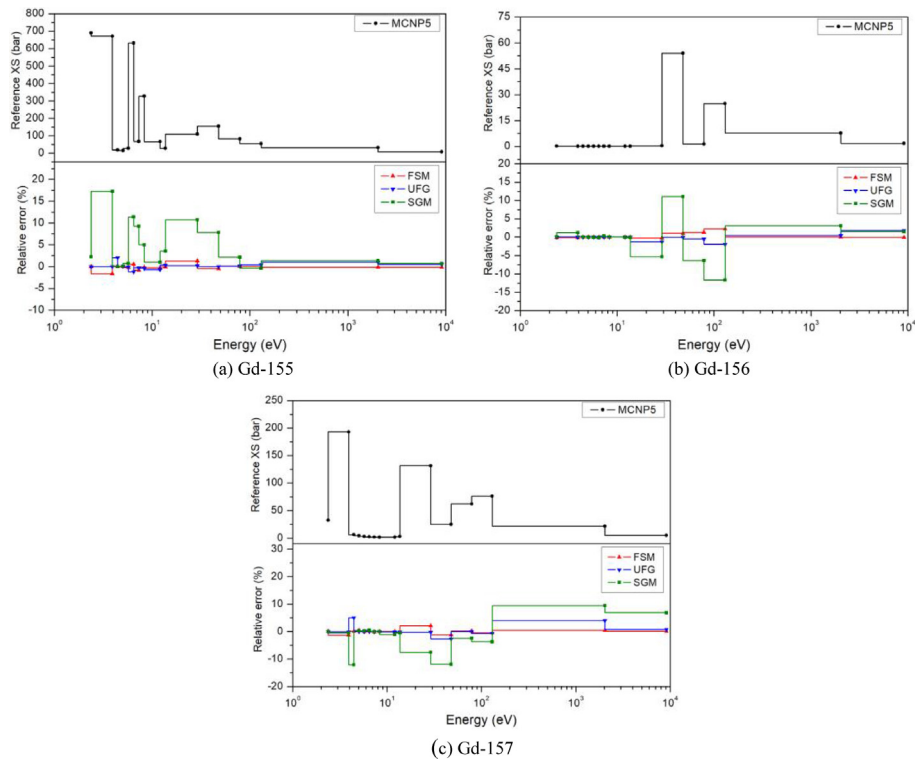 MCNP5
MCNP5
Reference XS (bar)
800
700
600
500
400
300
200
100
0
Reference XS (bar)
75
60
45
30
15
0
FSM
UFG
SGM
FSM
UFG
SGM
Relative error (%)
20
15
10
5
0
-5
-10
Relative error (%)
20
15
10
5
0
-5
-10
-15
-20
10^0 10^1 10^2 10^3 10^4
10^0 10^1 10^2 10^3 10^4
Energy (eV)
Energy (eV)
(a) Gd-155
(b) Gd-156
MCNP5
Reference XS (bar)
250
200
150
100
50
0
FSM
UFG
SGM
Relative error (%)
30
20
10
0
-10
-20
10^0 10^1 10^2 10^3 10^4
Energy (eV)
(c) Gd-157